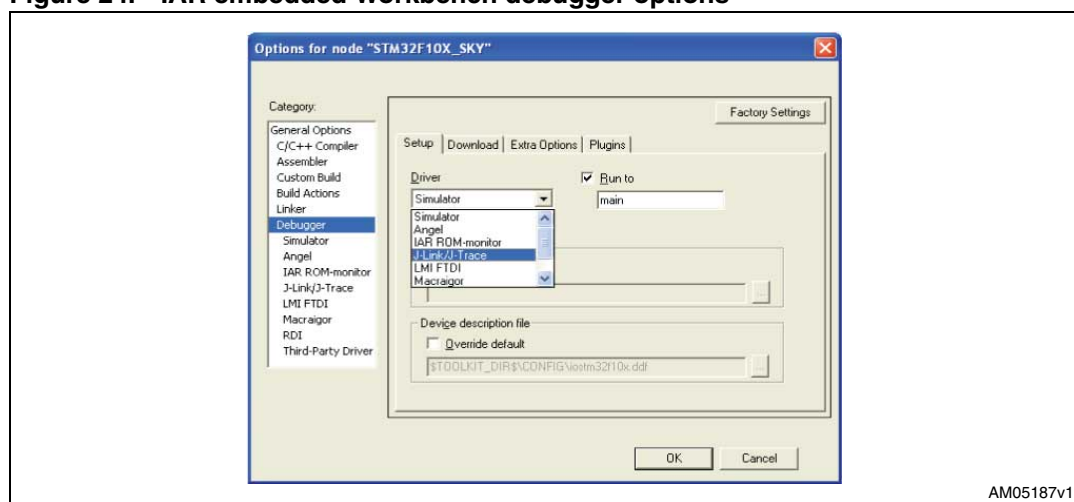 Figure 24. IAR embedded workbench debugger options
Options for node "STM32F10X_SKY"
Category:
General Options
C/C++ Compiler
Assembler
Custom Build
Build Actions
Linker
Debugger
Simulator
Angel
IAR ROM-monitor
J-Link/J-Trace
LMI FTDI
Macraigor
RDI
Third-Party Driver
Factory Settings
Setup Download Extra Options Plugins
Driver
Simulator
Simulator
Angel
IAR ROM-monitor
J-Link/J-Trace
LMI FTDI
Macraigor
Run to
main
Device description file
Override default
$TOOLKIT_DIR$\CONFIG\iostm32f10x.ddf
...
OK Cancel
AM05187v1